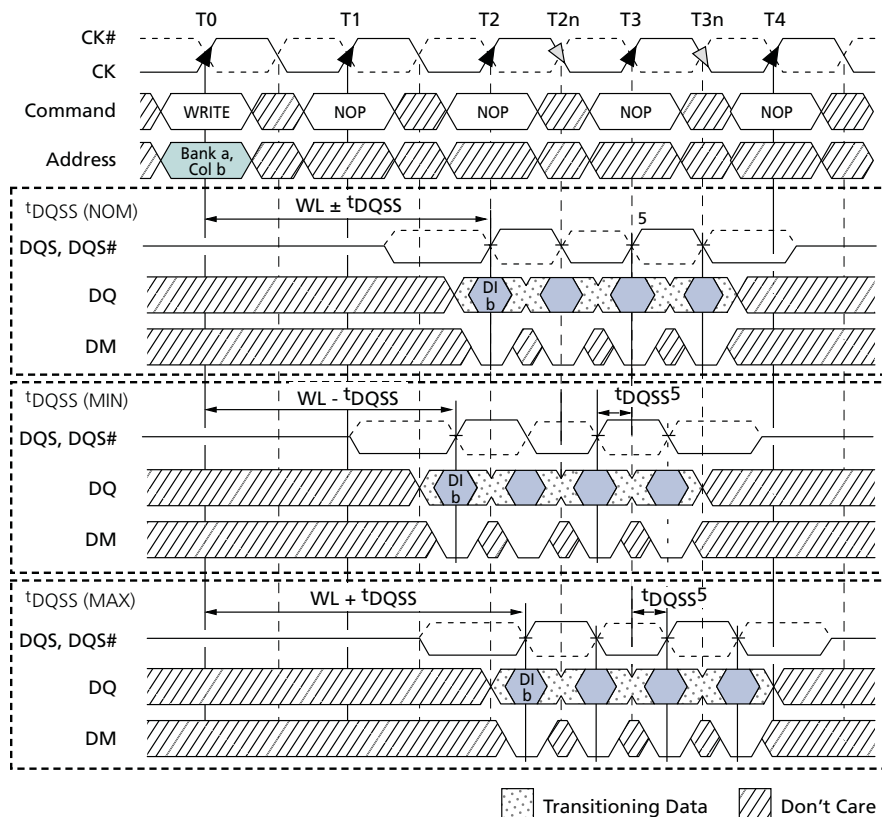 T0 T1 T2 T2n T3 T3n T4
CK#
CK
Command WRITE NOP NOP NOP NOP
Address Bank a,
Col b
tDQSS (NOM) WL ± tDQSS
5
DQS, DQS#
DQ DI
b
DM
tDQSS (MIN) WL - tDQSS tDQSS5
DQS, DQS#
DQ DI
b
DM
tDQSS (MAX) WL + tDQSS tDQSS5
DQS, DQS#
DQ DI
b
DM
Transitioning Data Don't Care